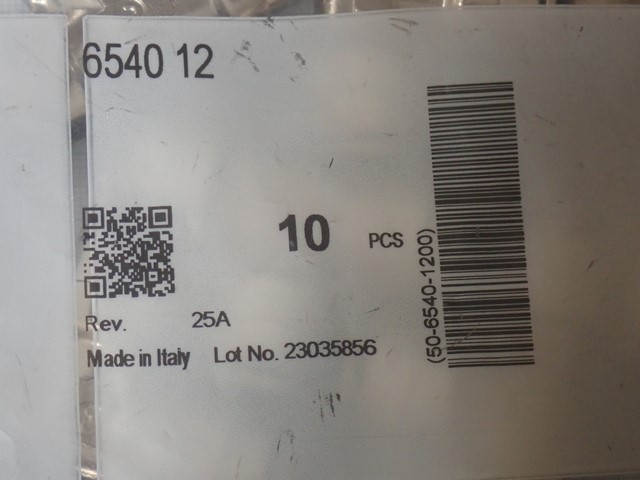 6540 12
10 PCS
(50-6540-1200)
Rev. 25A
Made in Italy Lot No. 23035856